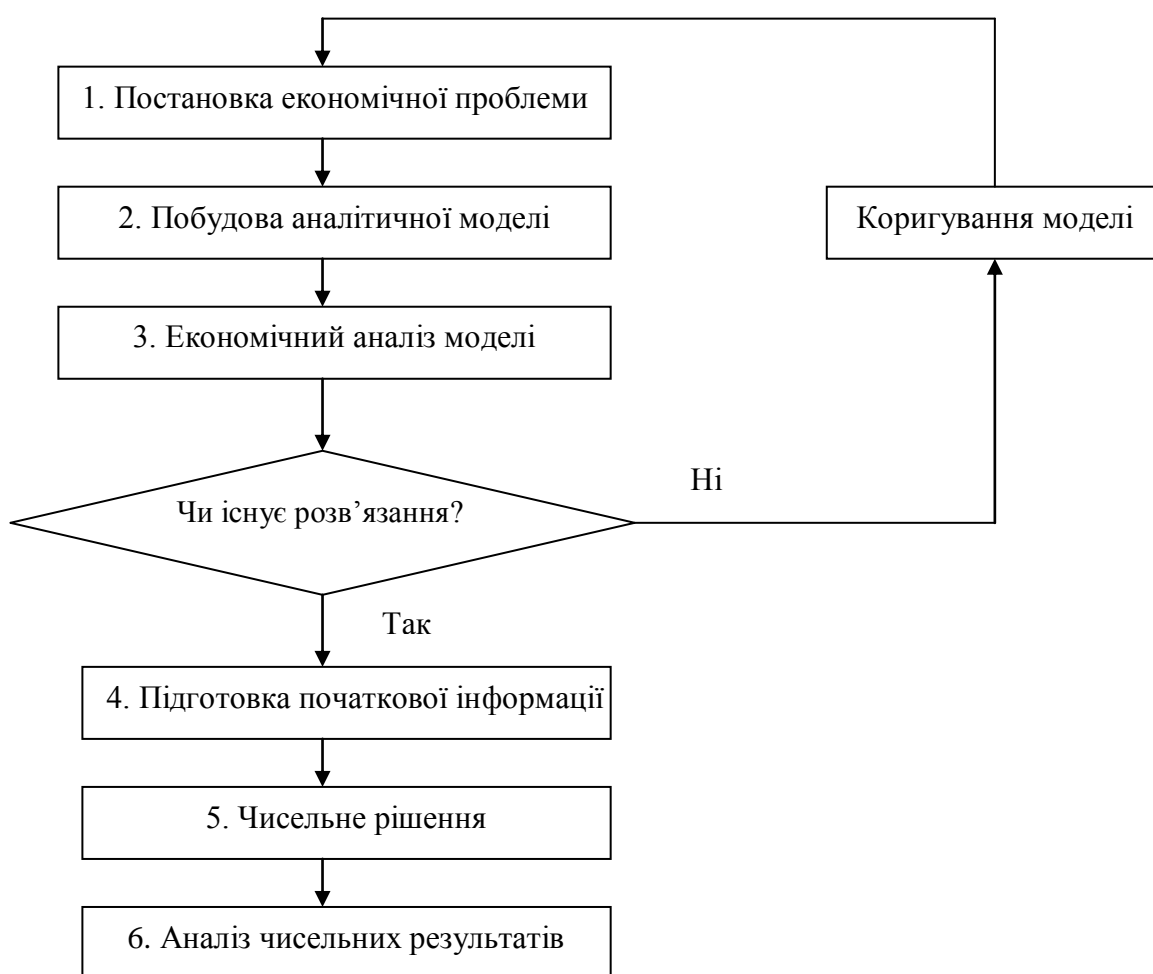 1. Постановка економічної проблеми
2. Побудова аналітичної моделі
Коригування моделі
3. Економічний аналіз моделі
Ні
Чи існує розв’язання?
Так
4. Підготовка початкової інформації
5. Чисельне рішення
6. Аналіз чисельних результатів